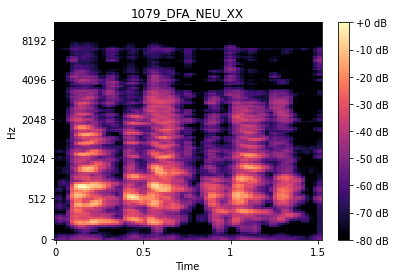 1079_DFA_NEU_XX
+0 dB
8192
-10 dB
4096
-20 dB
-30 dB
2048
Hz
-40 dB
1024
-50 dB
512
-60 dB
-70 dB
0
-80 dB
0
0.5
1
1.5
Time